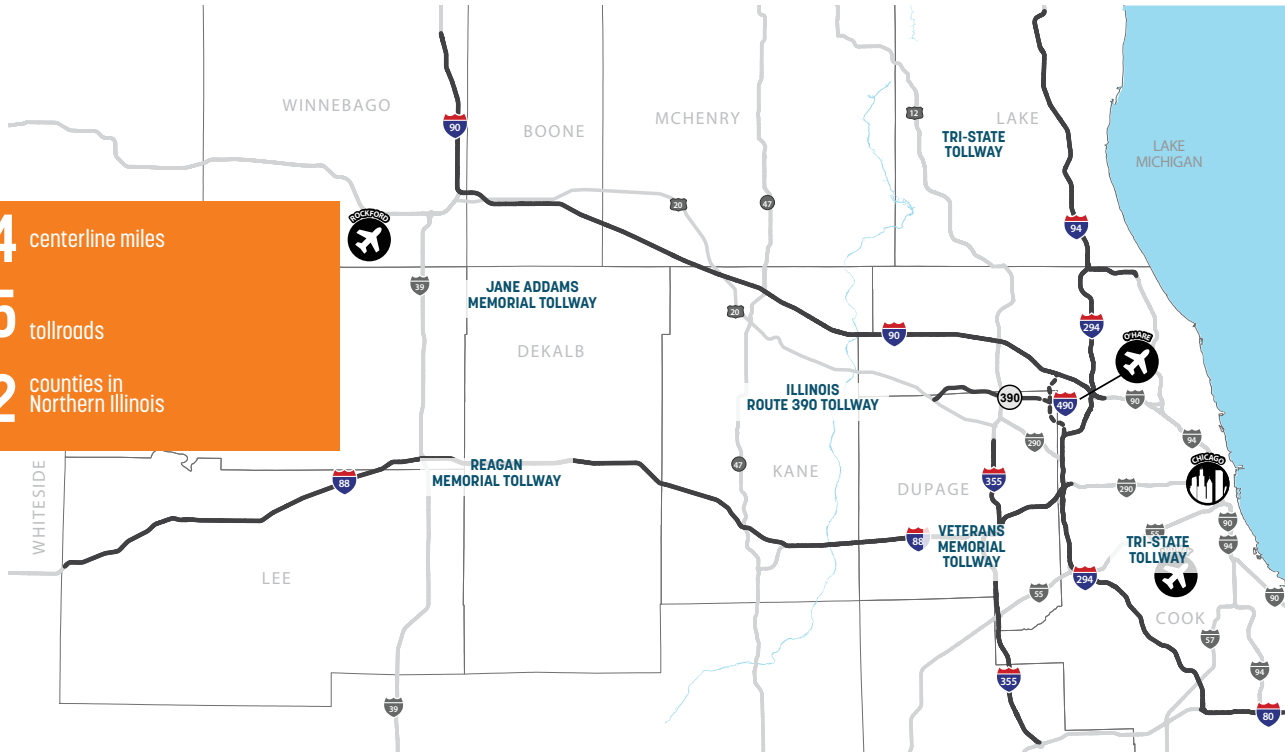 WINNEBAGO
BOONE
MCHENRY
LAKE
12
TRI-STATE
TOLLWAY
LAKE
MICHIGAN
90
20
47
94
ROCKFORD
4 centerline miles
5 tollroads
2 counties in
Northern Illinois
39
JANE ADDAMS
MEMORIAL TOLLWAY
20
90
294
O'HARE
DEKALB
ILLINOIS
ROUTE 390 TOLLWAY
390
490
90
290
94
WHITESIDE
88
REAGAN
MEMORIAL TOLLWAY
47
KANE
DUPAGE
355
290
CHICAGO
90
94
88
VETERANS
MEMORIAL
TOLLWAY
55
TRI-STATE
TOLLWAY
LEE
294
55
90
COOK
57
39
355
94
80